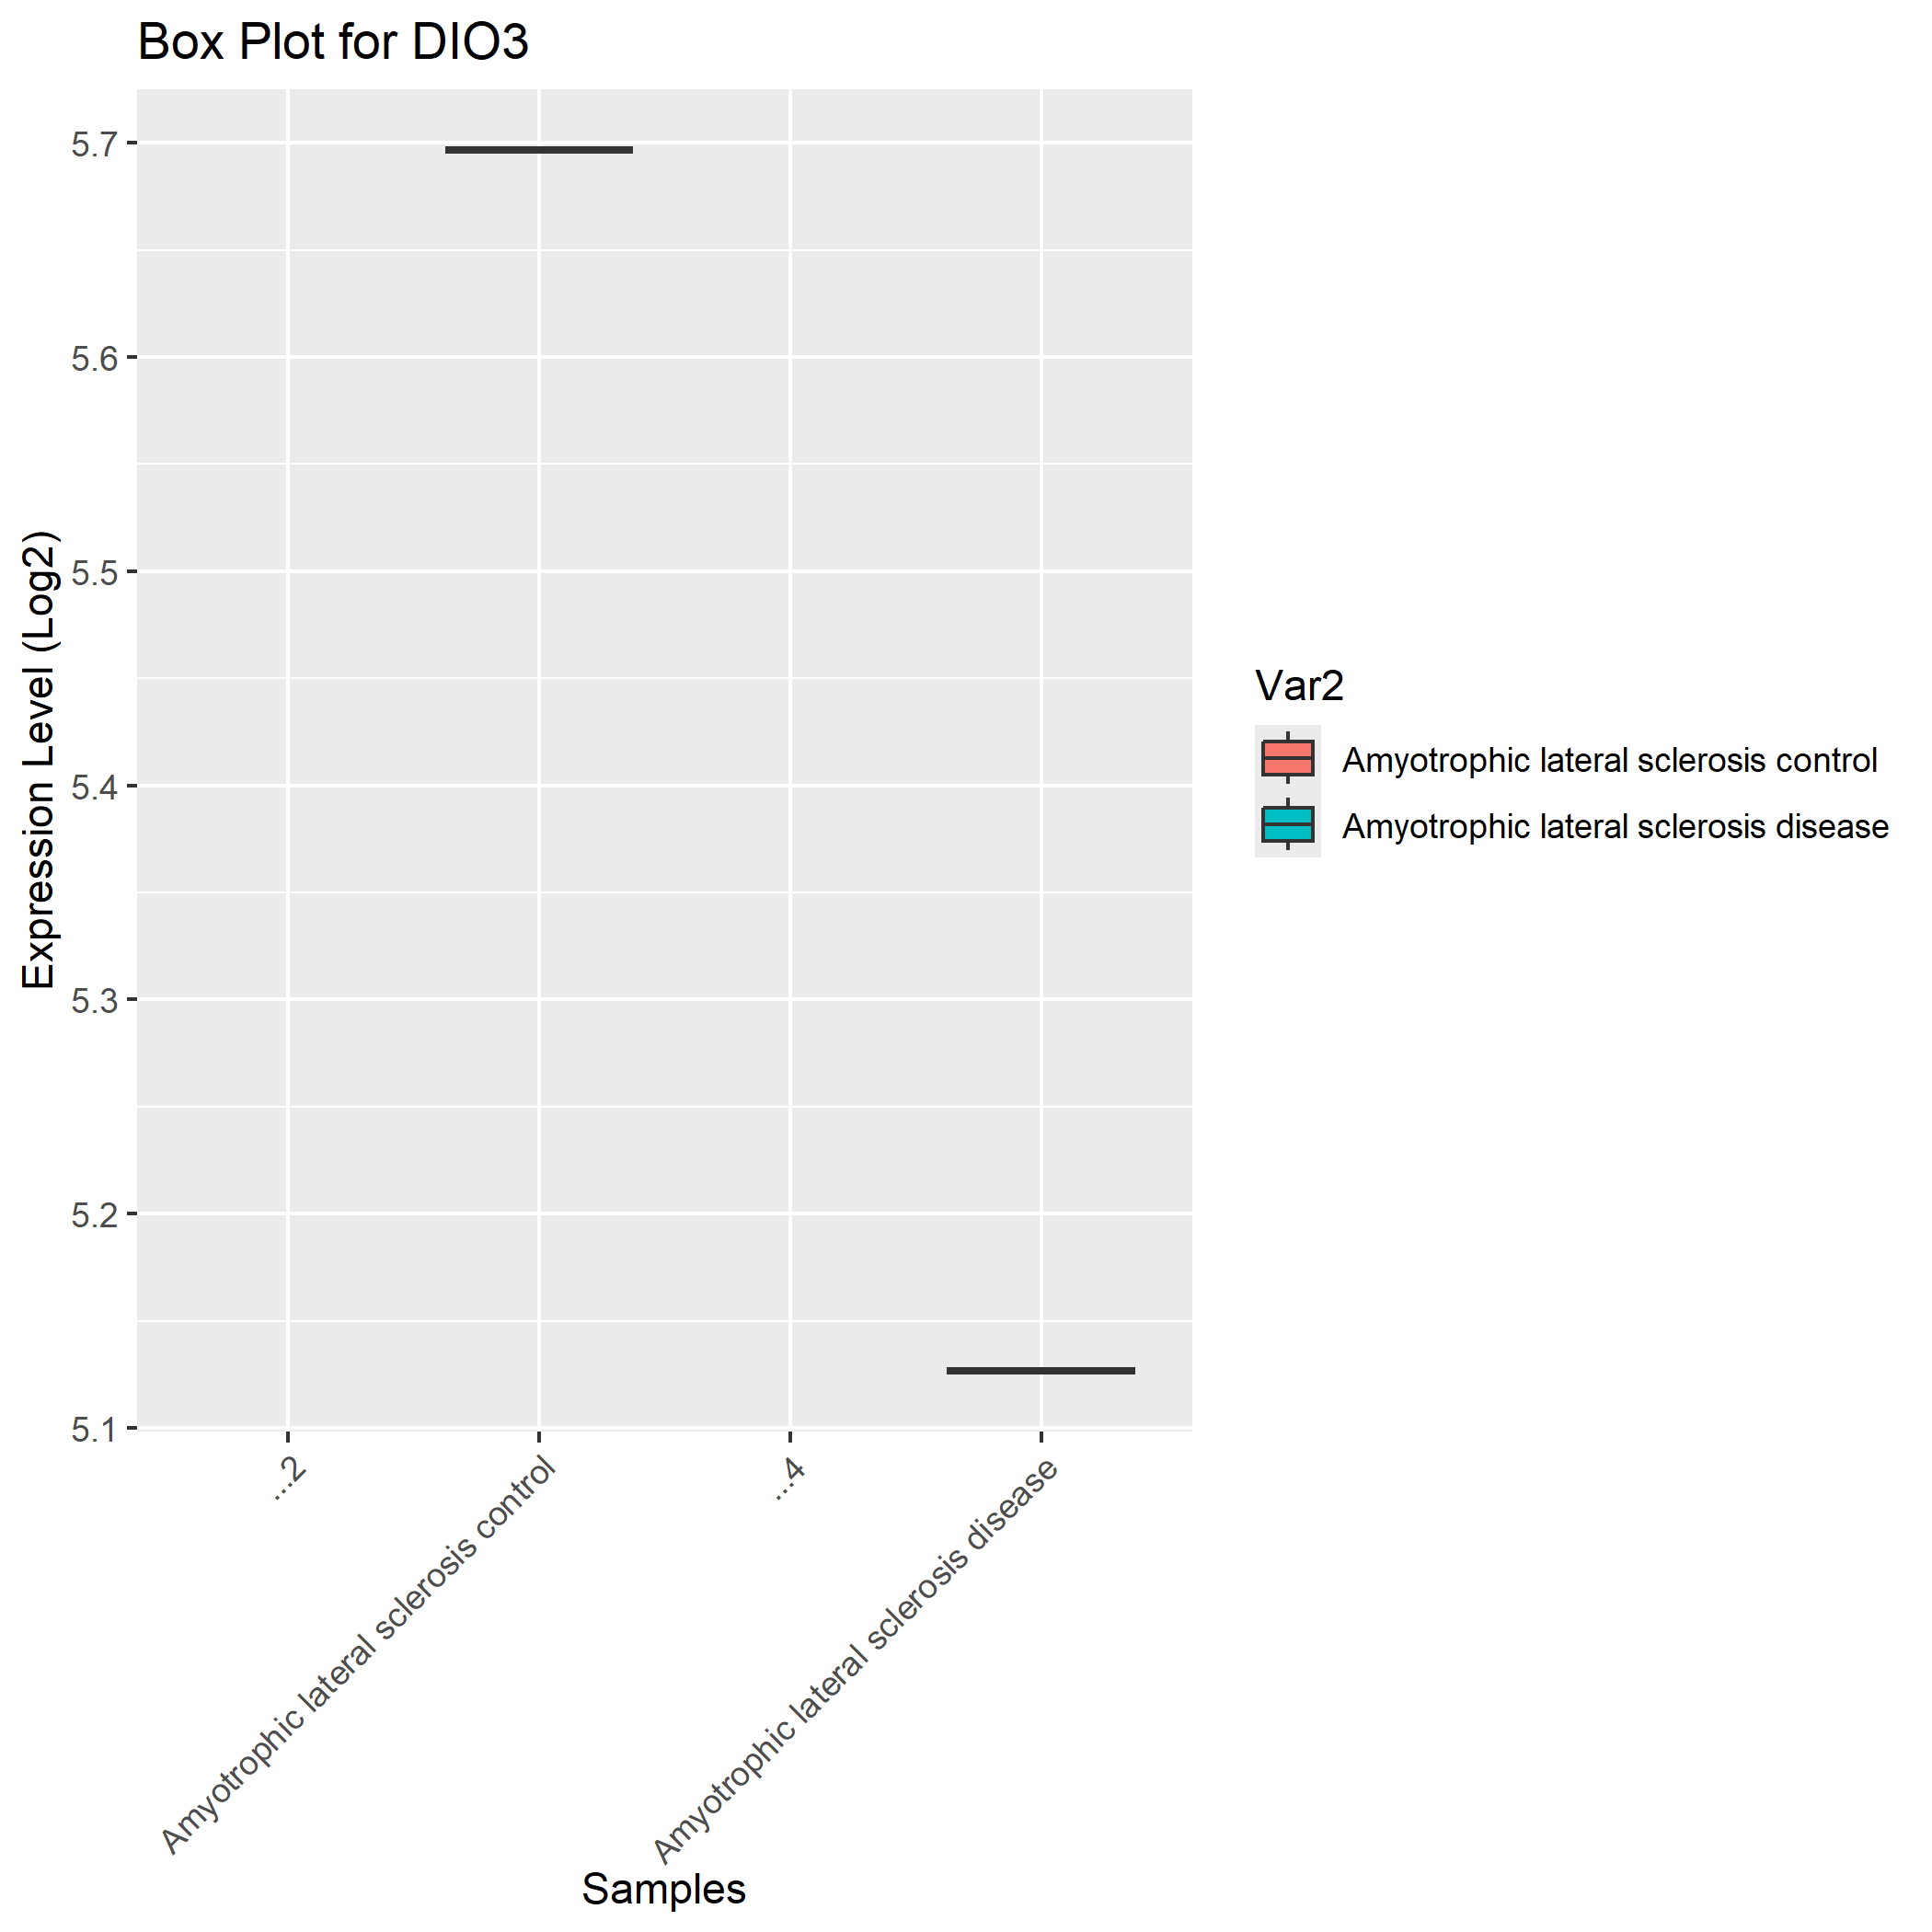 Box Plot for DIO3
Expression Level (Log2)
5.7
5.6
5.5
5.4
5.3
5.2
5.1
...2
Amyotrophic lateral sclerosis control
...4
Amyotrophic lateral sclerosis disease
Samples
Var2
Amyotrophic lateral sclerosis control
Amyotrophic lateral sclerosis disease